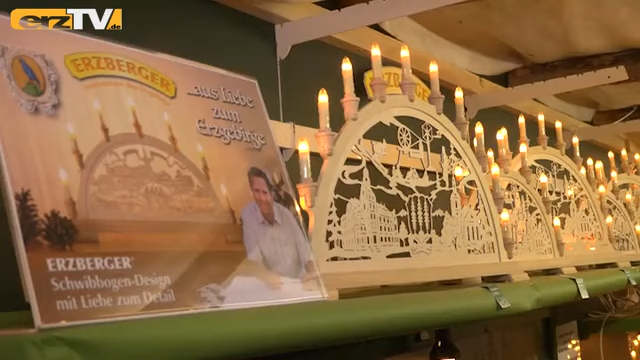 erzTV.de
ERZBERGER
...aus Liebe
zum
Erzgebirge
ERZBERGER®
Schwibbogen-Design
mit Liebe zum Detail